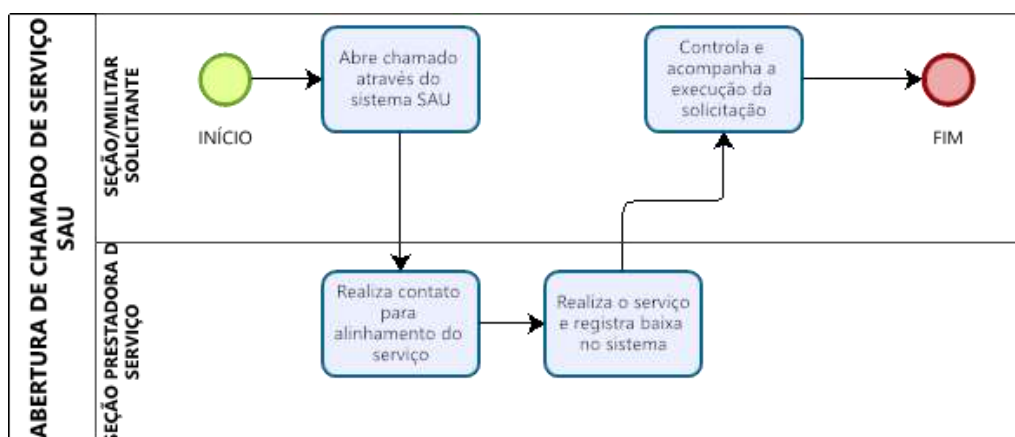 ABERTURA DE CHAMADO DE SERVIÇO
SAU
SEÇÃO/MILITAR
SOLICITANTE
INÍCIO
Abre chamado
através do
sistema SAU
Controla e
acompanha a
execução da
solicitação
FIM
SEÇÃO PRESTADORA D
SERVIÇO
Realiza contato
para
alinhamento do
serviço
Realiza o serviço
e registra baixa
no sistema